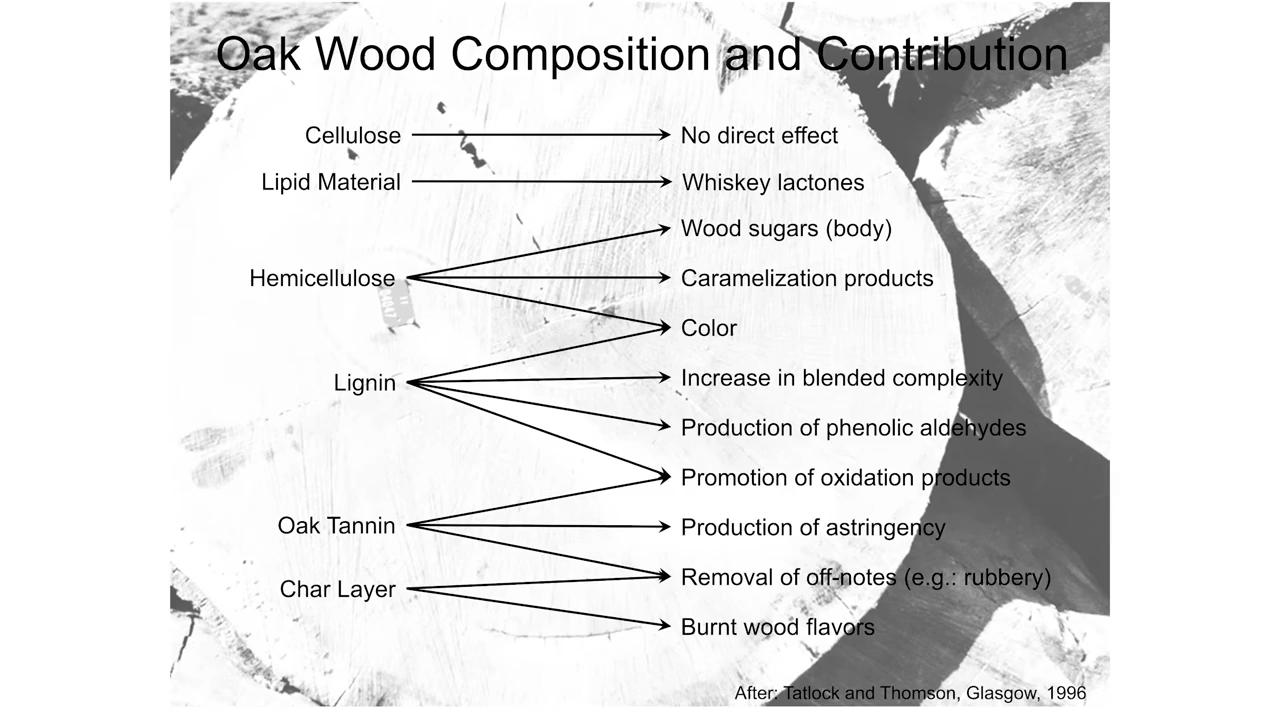 Oak Wood Composition and Contribution
Cellulose
No direct effect
Lipid Material
Whiskey lactones
Wood sugars (body)
Hemicellulose
Caramelization products
Color
Lignin
Increase in blended complexity
Production of phenolic aldehydes
Promotion of oxidation products
Oak Tannin
Production of astringency
Removal of off-notes (e.g.: rubbery)
Char Layer
Burnt wood flavors
After: Tatlock and Thomson, Glasgow, 1996